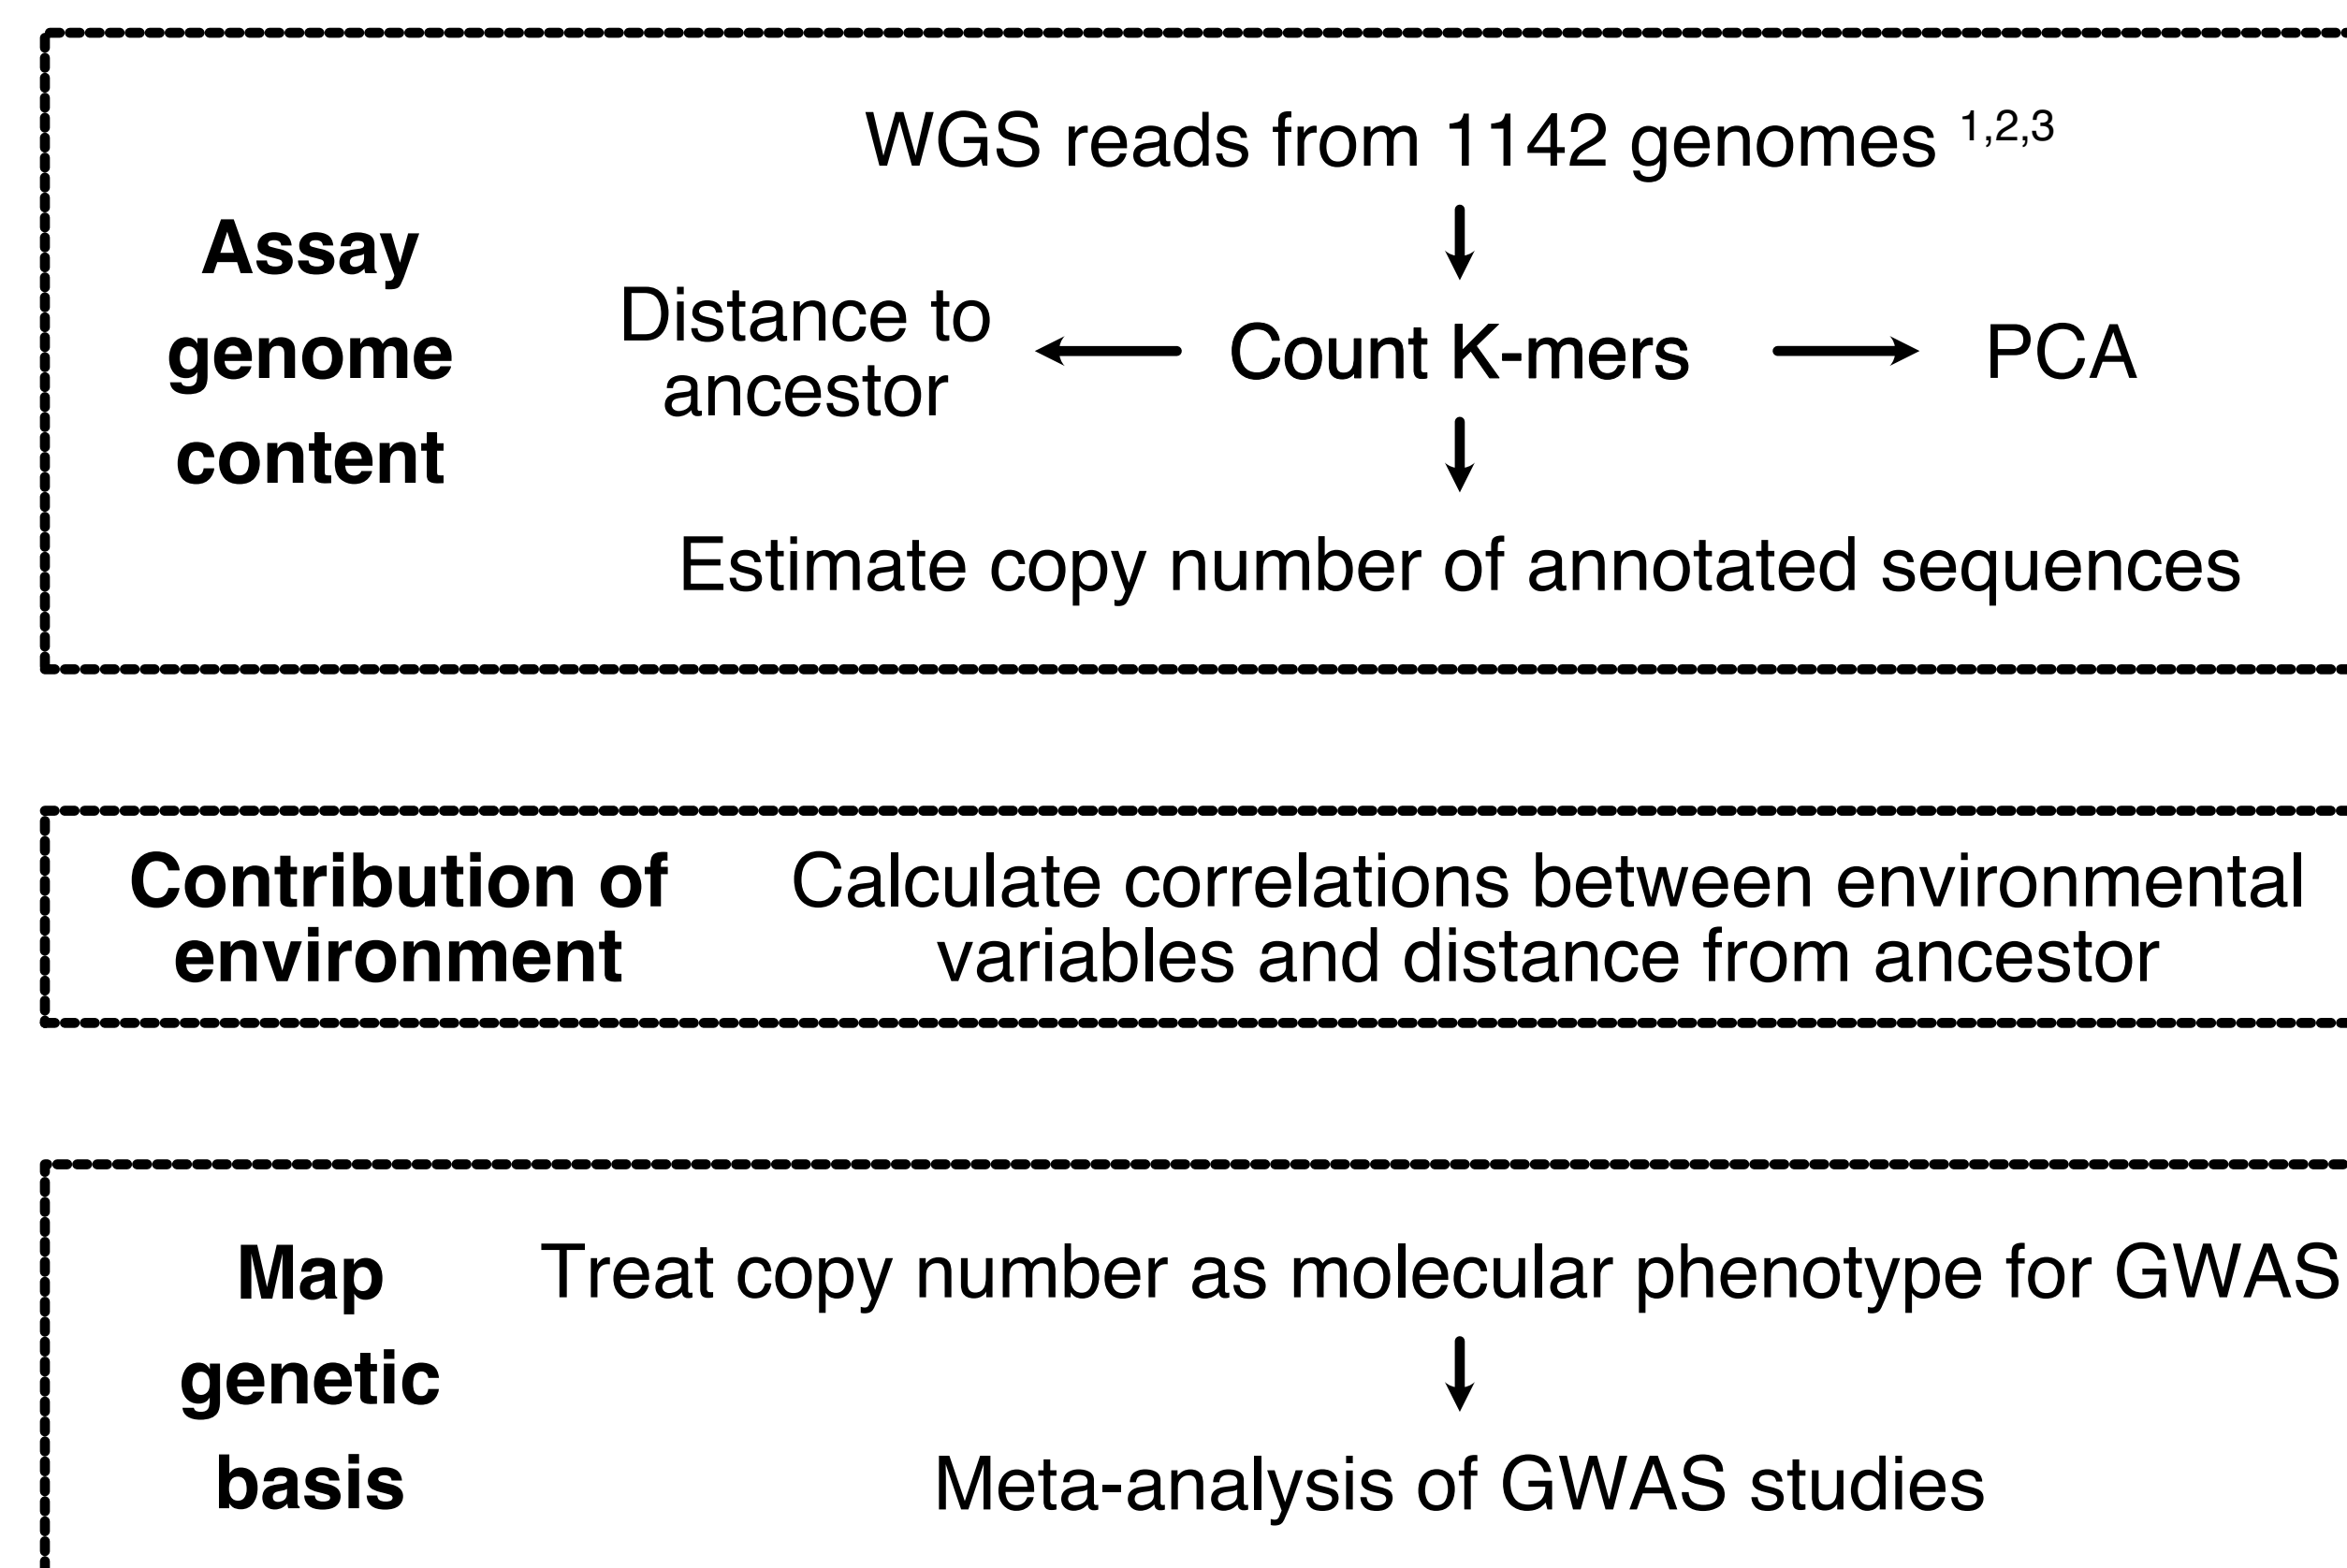 Assay
genome
content
WGS reads from 1142 genomes 1,2,3
Distance to
ancestor
Count K-mers
PCA
Estimate copy number of annotated sequences
Contribution of
environment
Calculate correlations between environmental
variables and distance from ancestor
Map
genetic
basis
Treat copy number as molecular phenotype for GWAS
Meta-analysis of GWAS studies